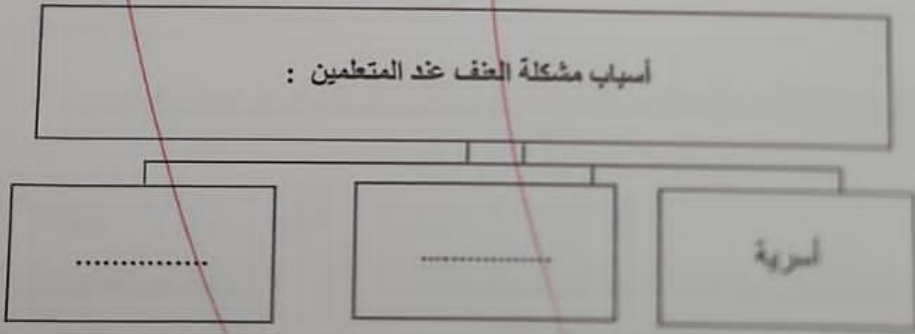 أسباب مشكلة العنف عند المتعلمين :
أسرية
................
................